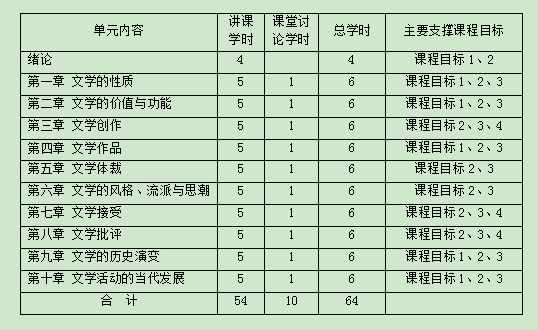 单元内容 讲课学时 课堂讨论学时 总学时 主要支撑课程目标
绪论 4 4 课程目标1、2
第一章 文学的性质 5 1 6 课程目标1、2、3
第二章 文学的价值与功能 5 1 6 课程目标1、2、3
第三章 文学创作 5 1 6 课程目标2、3、4
第四章 文学作品 5 1 6 课程目标1、2、3
第五章 文学体裁 5 1 6 课程目标2、3
第六章 文学的风格、流派与思潮 5 1 6 课程目标2、3
第七章 文学接受 5 1 6 课程目标2、3、4
第八章 文学批评 5 1 6 课程目标2、3、4
第九章 文学的历史演变 5 1 6 课程目标1、2、3
第十章 文学活动的当代发展 5 1 6 课程目标1、2、3
合 计 54 10 64